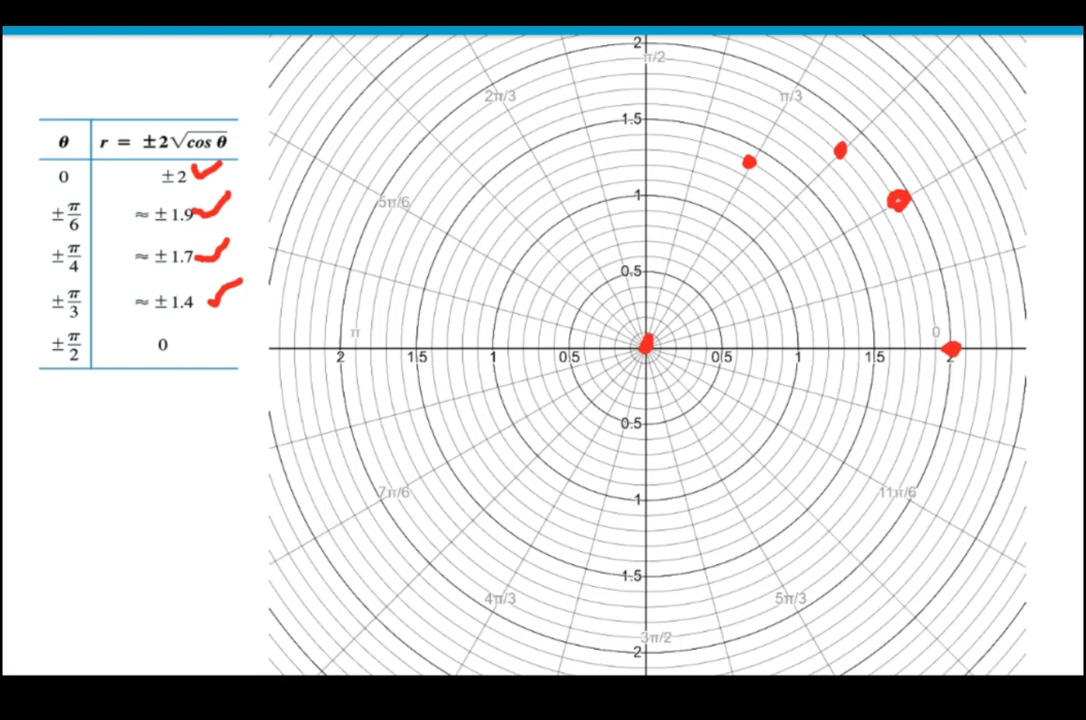 θ r = ±2√cos θ
0 ±2
±π/6 ≈ ±1.9
±π/4 ≈ ±1.7
±π/3 ≈ ±1.4
±π/2 0
2
π/2
2π/3 π/3
1.5
5π/6 1
0.5
π 0
2 1.5 1 0.5 0.5 1 1.5 2
0.5
7π/6 1 11π/6
1.5
4π/3 5π/3
3π/2
2